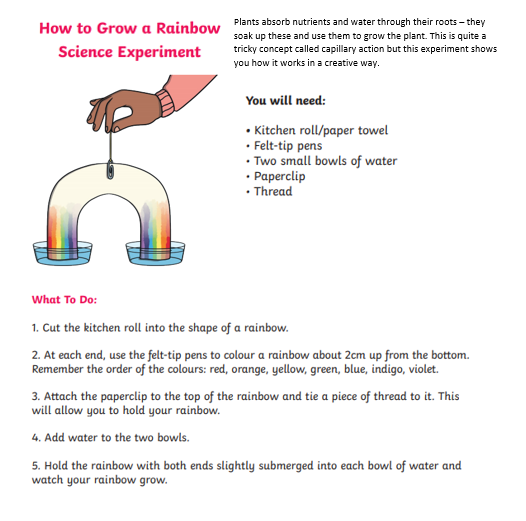 How to Grow a Rainbow
Science Experiment
Plants absorb nutrients and water through their roots – they
soak up these and use them to grow the plant. This is quite a
tricky concept called capillary action but this experiment shows
you how it works in a creative way.
You will need:
• Kitchen roll/paper towel
• Felt-tip pens
• Two small bowls of water
• Paperclip
• Thread
What To Do:
1. Cut the kitchen roll into the shape of a rainbow.
2. At each end, use the felt-tip pens to colour a rainbow about 2cm up from the bottom.
Remember the order of the colours: red, orange, yellow, green, blue, indigo, violet.
3. Attach the paperclip to the top of the rainbow and tie a piece of thread to it. This
will allow you to hold your rainbow.
4. Add water to the two bowls.
5. Hold the rainbow with both ends slightly submerged into each bowl of water and
watch your rainbow grow.